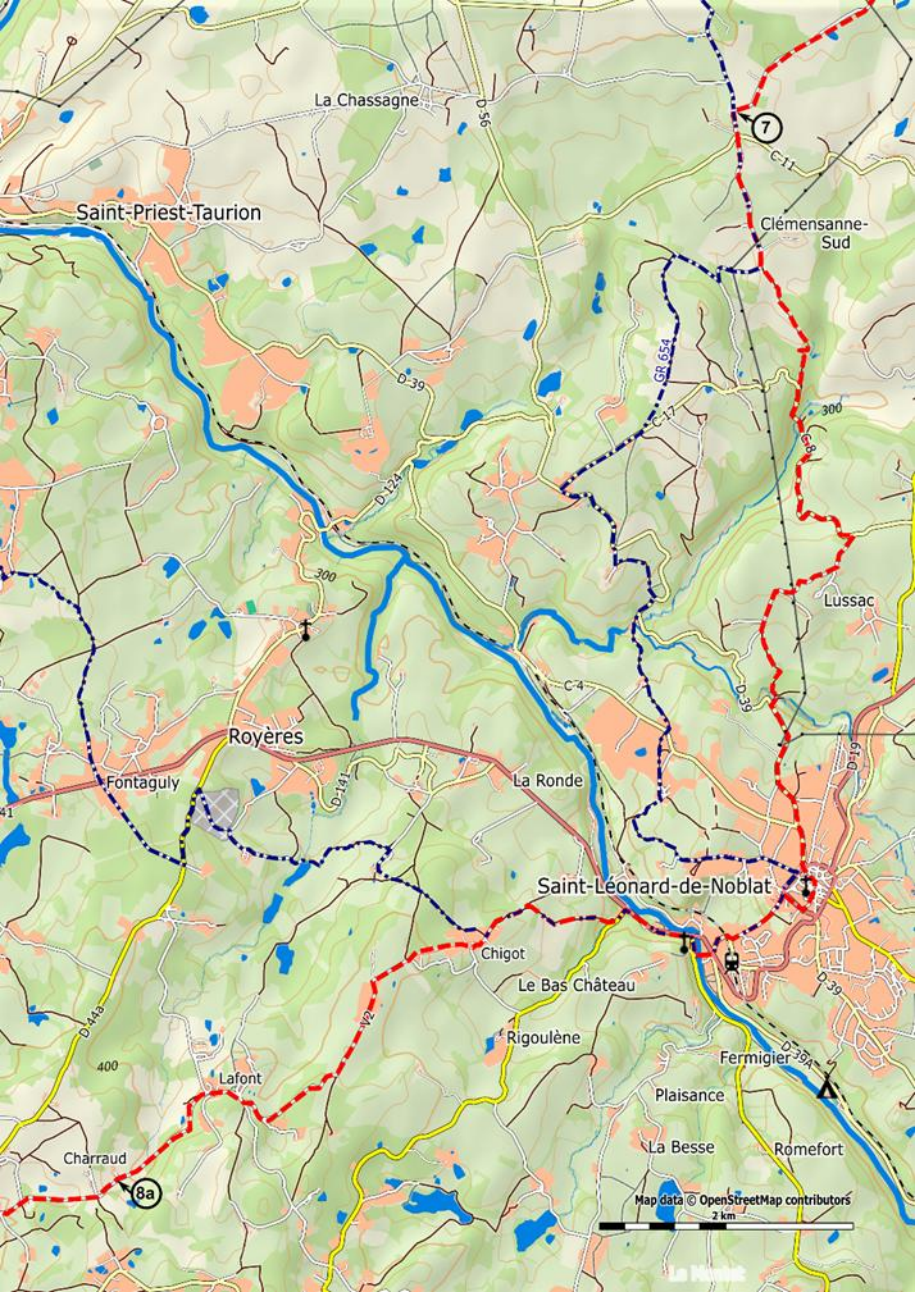 La Chassagne
D-56
7
C-11
Saint-Priest-Taurion
Clémensanne-
Sud
GR 654
D-39
C-17
300
C-8
D-124
300
Lussac
C-4
D-39
Royères
D-19
Fontaguly
D-141
La Ronde
41
Saint-Léonard-de-Noblat
Chigot
Le Bas Château
D-39
V2
Rigoulène
D-44a
D-39A
Fermigier
400
Lafont
Plaisance
La Besse
Romefort
Charraud
8a
Map data © OpenStreetMap contributors
2 km